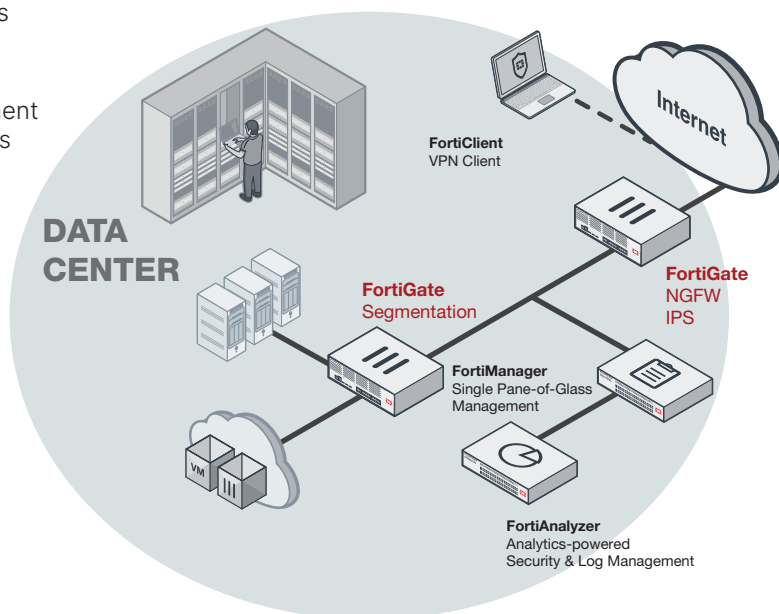 s
ment
s
Internet
FortiClient
VPN Client
DATA
CENTER
FortiGate
NGFW
IPS
FortiGate
Segmentation
FortiManager
Single Pane-of-Glass
Management
VM
FortiAnalyzer
Analytics-powered
Security & Log Management